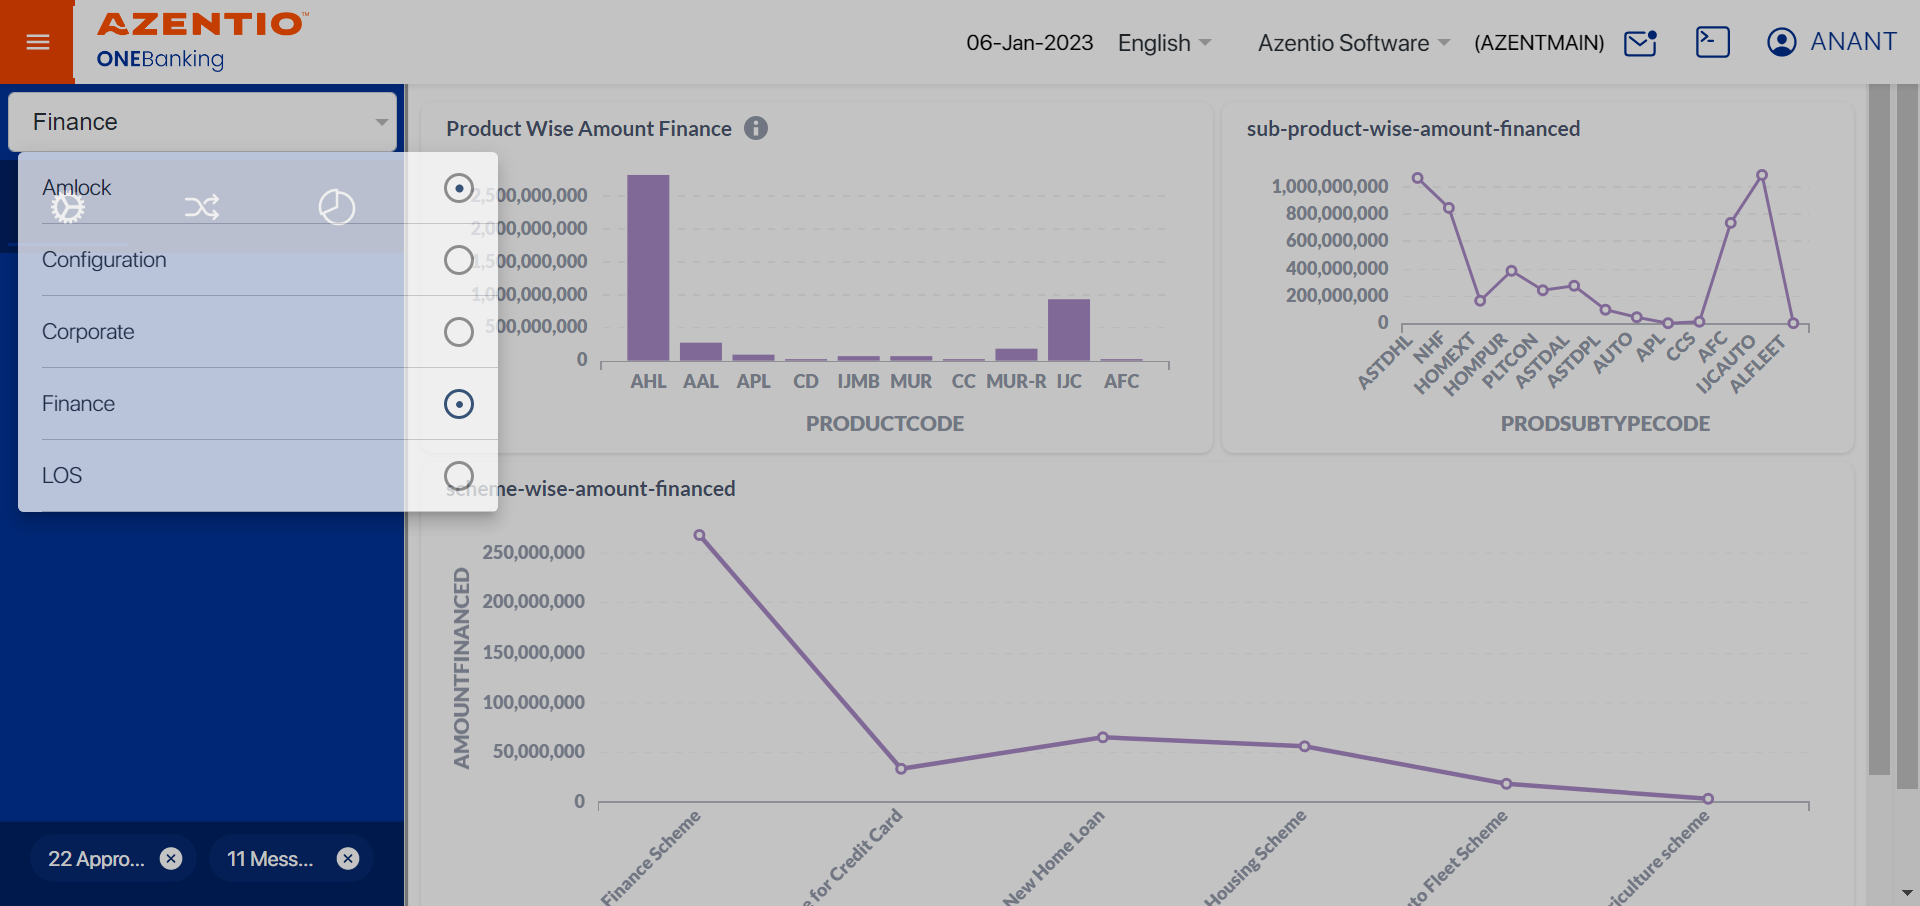 AZENTIO™
ONEBanking
06-Jan-2023
English
Azentio Software
(AZENTMAIN)
ANANT
Finance
Amlock
Configuration
Corporate
Finance
LOS
22 Appro...
11 Mess...
Product Wise Amount Finance
2,500,000,000
2,000,000,000
1,500,000,000
1,000,000,000
500,000,000
0
AHL AAL APL CD IJMB MUR CC MUR-R IJC AFC
PRODUCTCODE
sub-product-wise-amount-financed
1,000,000,000
800,000,000
600,000,000
400,000,000
200,000,000
0
ASTDHL NHF HOMEXT HOMPUR PLTCON ASTDAL ASTDPL AUTO APL CCS AFC IJCAUTO ALFLEET
PRODSUBTYPECODE
scheme-wise-amount-financed
AMOUNTFINANCED
250,000,000
200,000,000
150,000,000
100,000,000
50,000,000
0
Finance Scheme
e for Credit Card
New Home Loan
Housing Scheme
to Fleet Scheme
riculture scheme